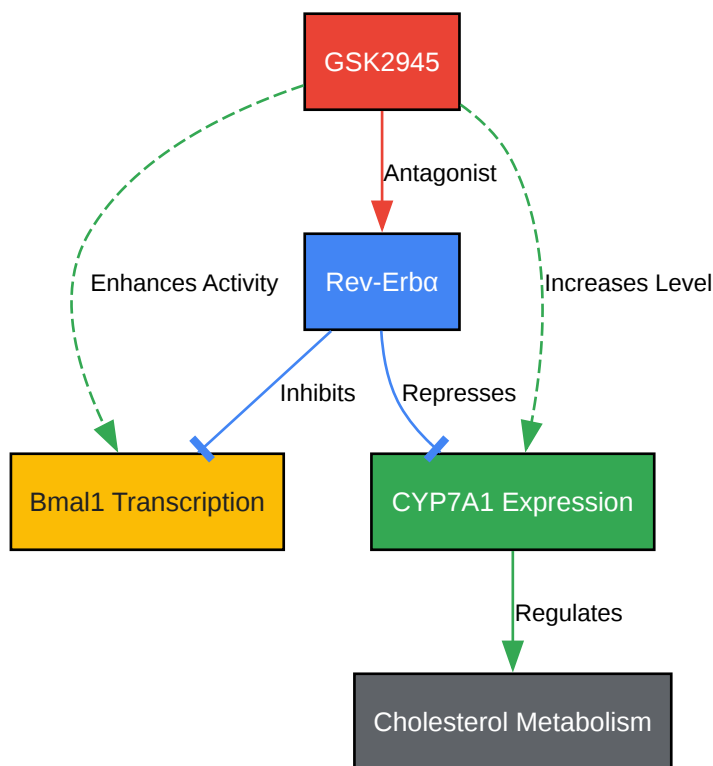 GSK2945
Antagonist
Enhances Activity
Rev-Erbα
Increases Level
Inhibits
Represses
Bmal1 Transcription
CYP7A1 Expression
Regulates
Cholesterol Metabolism